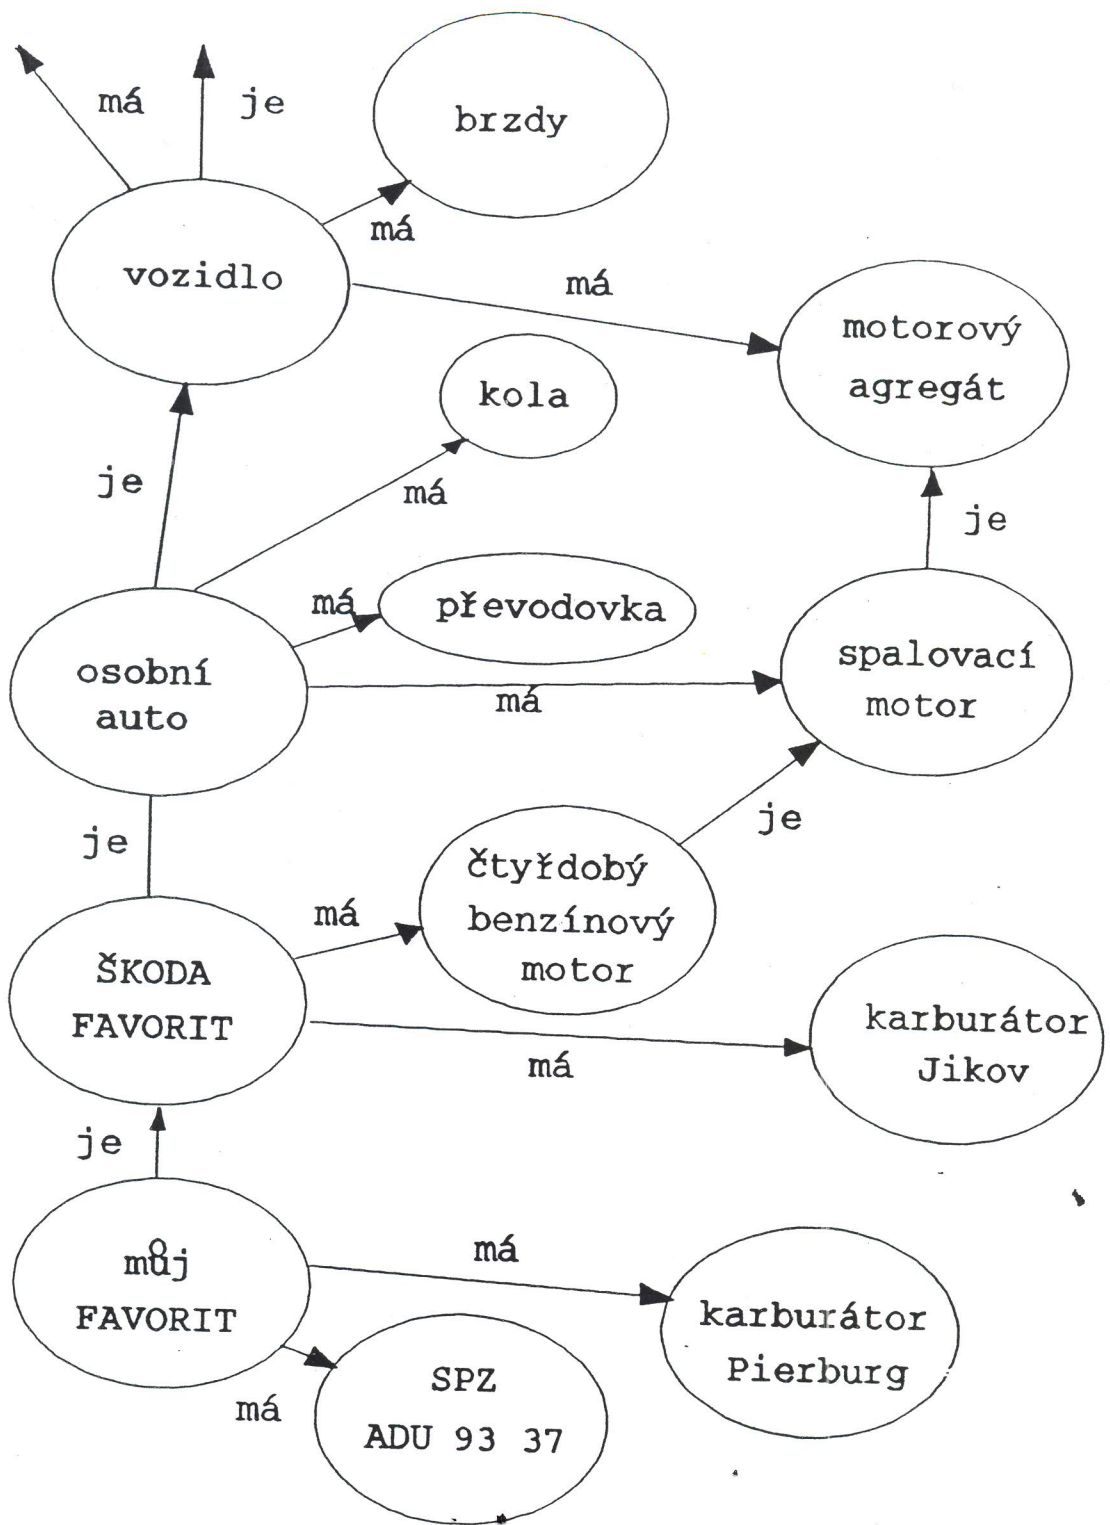 má
je
brzdy
má
vozidlo
má
motorový
agregát
kola
je
má
je
má
převodovka
osobní
auto
má
spalovací
motor
je
je
čtyřdobý
benzínový
motor
má
ŠKODA
FAVORIT
karburátor
Jikov
má
je
můj
FAVORIT
má
karburátor
Pierburg
má
SPZ
ADU 93 37